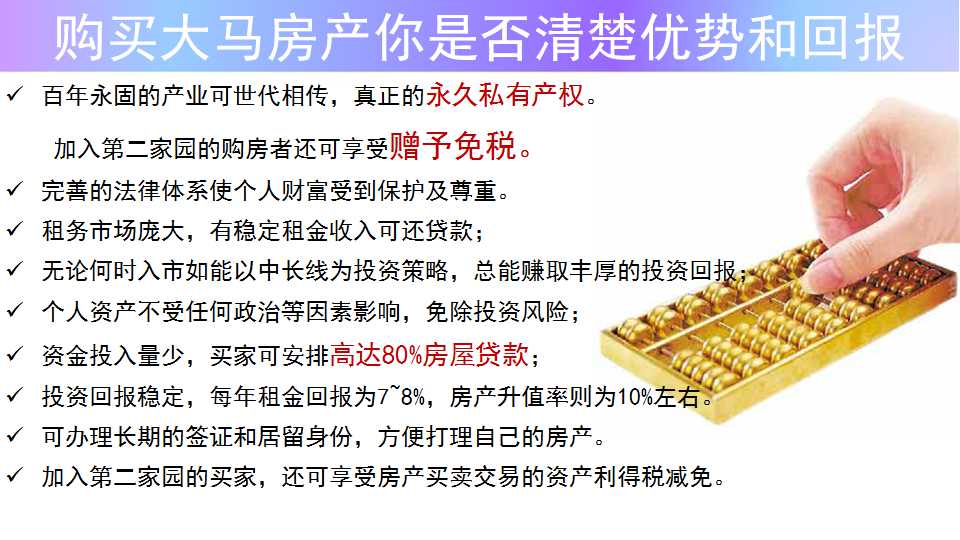 购买大马房产你是否清楚优势和回报
✓ 百年永固的产业可世代相传，真正的永久私有产权。
加入第二家园的购房者还可享受赠予免税。
✓ 完善的法律体系使个人财富受到保护及尊重。
✓ 租务市场庞大，有稳定租金收入可还贷款；
✓ 无论何时入市如能以中长线为投资策略，总能赚取丰厚的投资回报；
✓ 个人资产不受任何政治等因素影响，免除投资风险；
✓ 资金投入量少，买家可安排高达80%房屋贷款；
✓ 投资回报稳定，每年租金回报为7~8%，房产升值率则为10%左右。
✓ 可办理长期的签证和居留身份，方便打理自己的房产。
✓ 加入第二家园的买家，还可享受房产买卖交易的资产利得税减免。